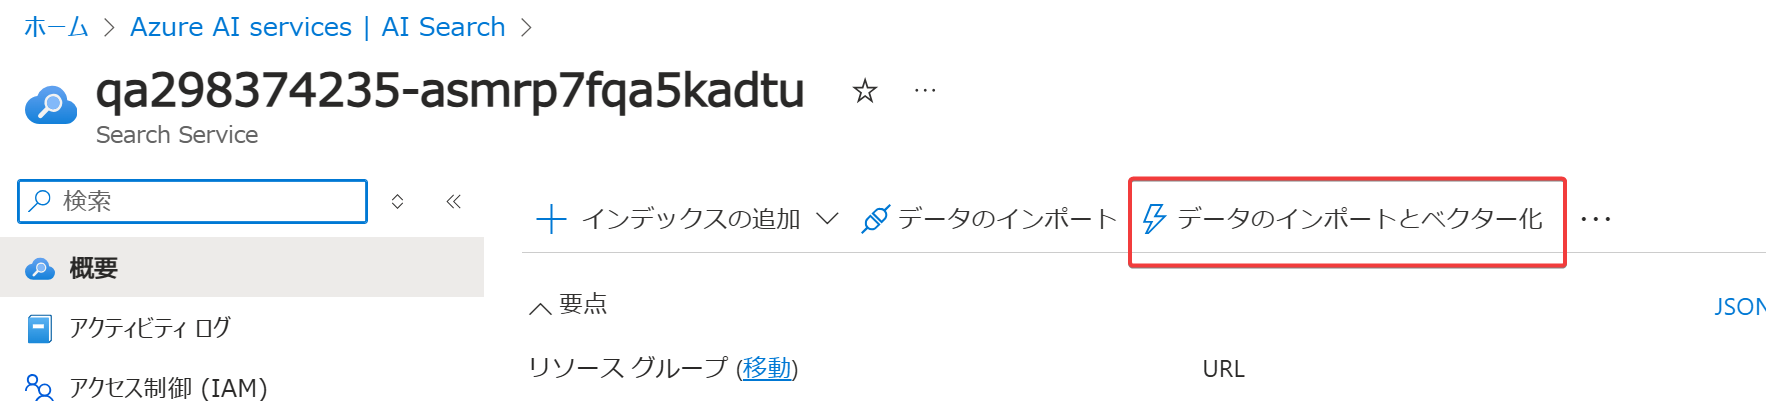 ホーム > Azure AI services | AI Search >
qa298374235-asmrp7fqa5kadtu ☆ …
Search Service
検索
インデックスの追加 データのインポート データのインポートとベクター化 …
概要
要点
JSON
アクティビティ ログ
リソース グループ (移動) URL
アクセス制御 (IAM)